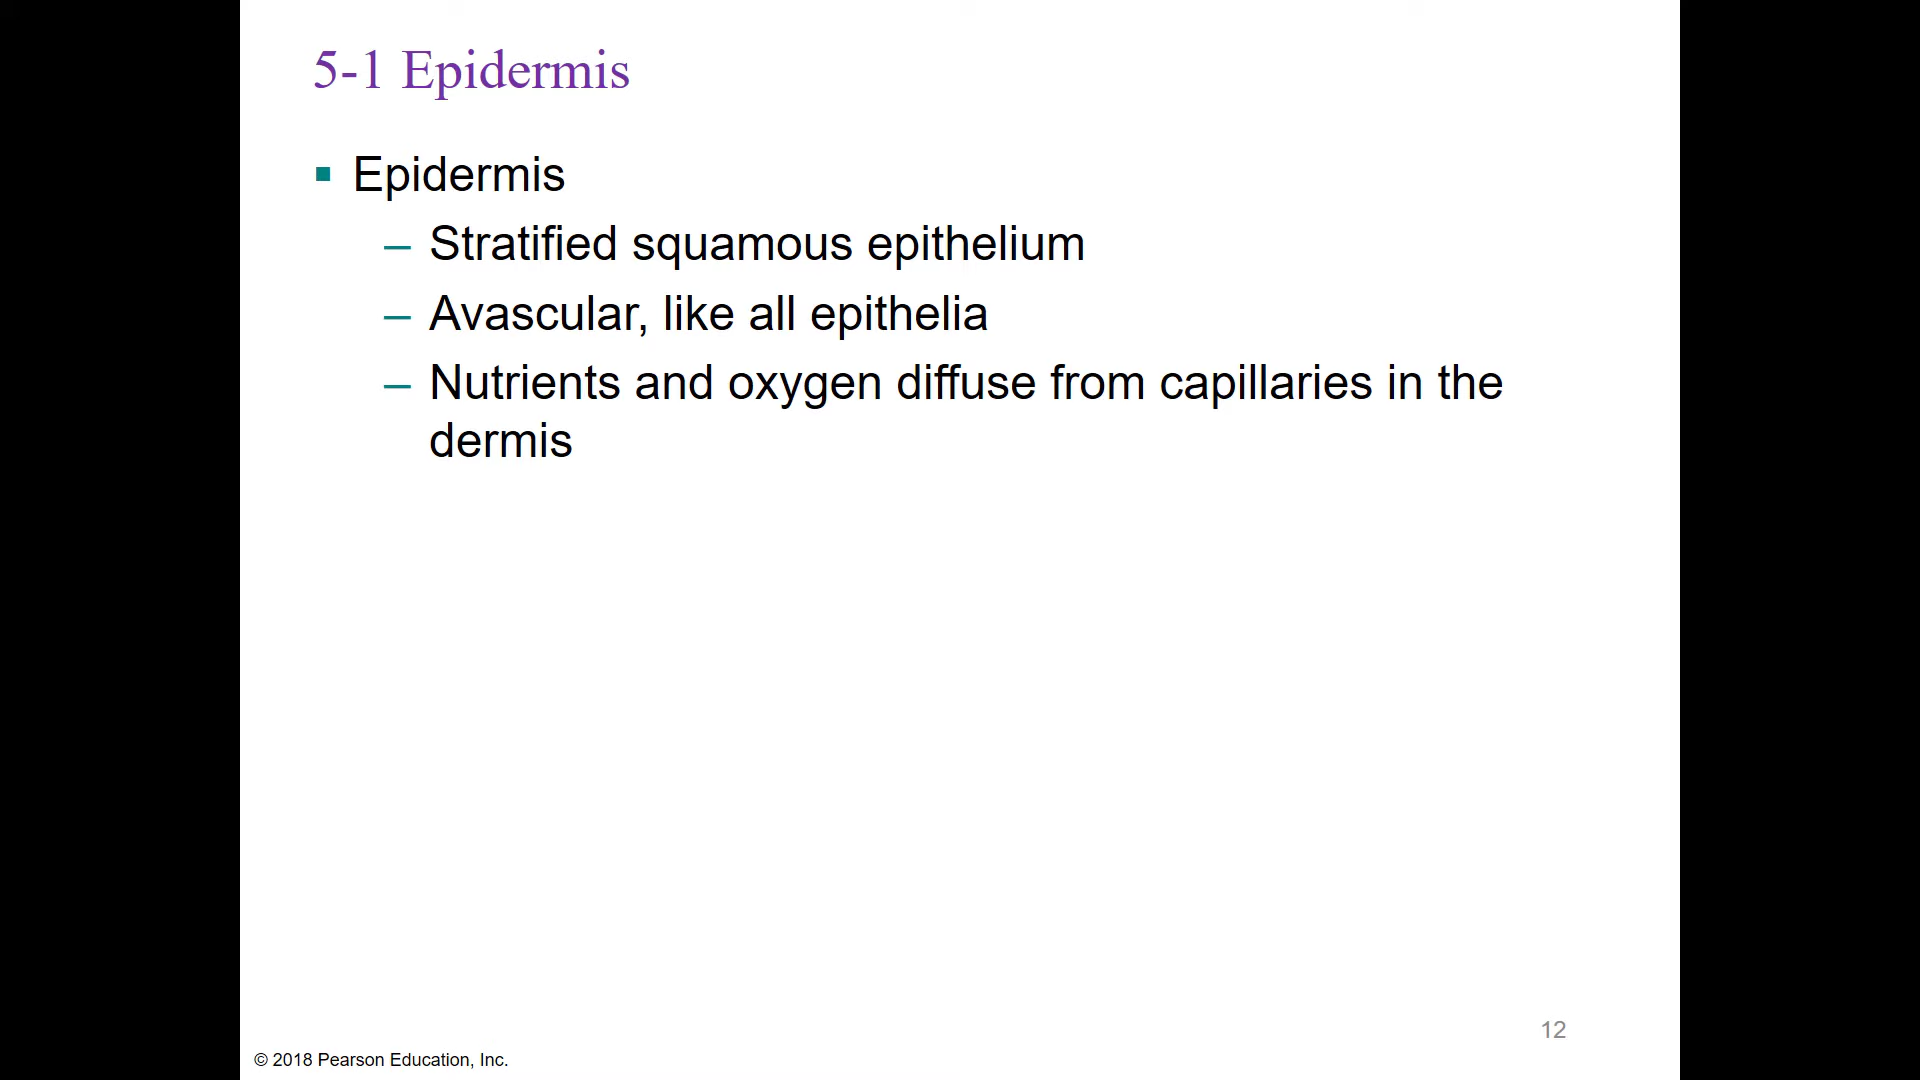 5-1 Epidermis
▪ Epidermis
– Stratified squamous epithelium
– Avascular, like all epithelia
– Nutrients and oxygen diffuse from capillaries in the
dermis
12
© 2018 Pearson Education, Inc.